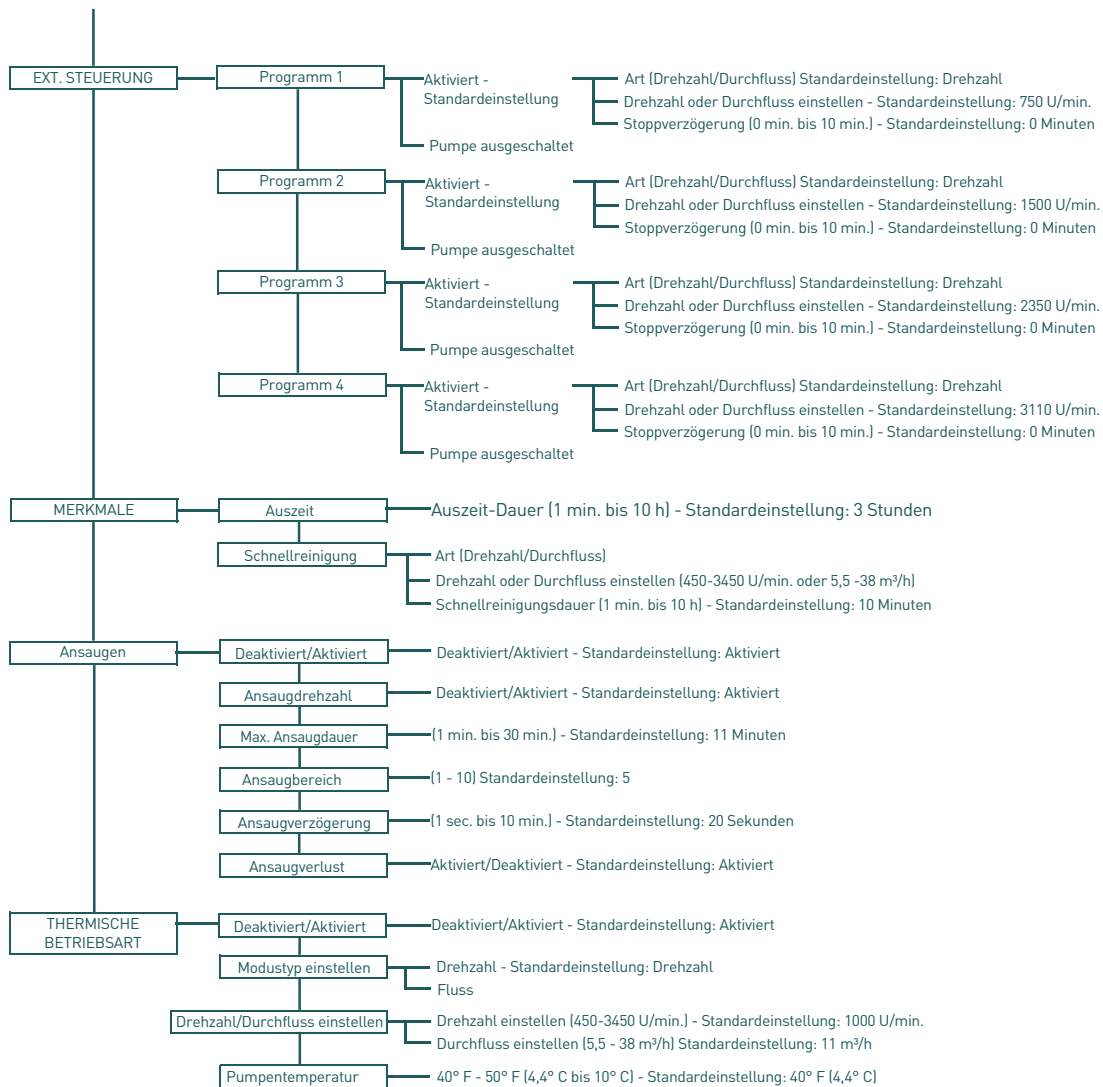 EXT. STEUERUNG
Programm 1
Aktiviert -
Standardeinstellung
Art (Drehzahl/Durchfluss) Standardeinstellung: Drehzahl
Drehzahl oder Durchfluss einstellen - Standardeinstellung: 750 U/min.
Stoppverzögerung (0 min. bis 10 min.) - Standardeinstellung: 0 Minuten
Pumpe ausgeschaltet
Programm 2
Aktiviert -
Standardeinstellung
Art (Drehzahl/Durchfluss) Standardeinstellung: Drehzahl
Drehzahl oder Durchfluss einstellen - Standardeinstellung: 1500 U/min.
Stoppverzögerung (0 min. bis 10 min.) - Standardeinstellung: 0 Minuten
Pumpe ausgeschaltet
Programm 3
Aktiviert -
Standardeinstellung
Art (Drehzahl/Durchfluss) Standardeinstellung: Drehzahl
Drehzahl oder Durchfluss einstellen - Standardeinstellung: 2350 U/min.
Stoppverzögerung (0 min. bis 10 min.) - Standardeinstellung: 0 Minuten
Pumpe ausgeschaltet
Programm 4
Aktiviert -
Standardeinstellung
Art (Drehzahl/Durchfluss) Standardeinstellung: Drehzahl
Drehzahl oder Durchfluss einstellen - Standardeinstellung: 3110 U/min.
Stoppverzögerung (0 min. bis 10 min.) - Standardeinstellung: 0 Minuten
Pumpe ausgeschaltet
MERKMALE
Auszeit
Auszeit-Dauer (1 min. bis 10 h) - Standardeinstellung: 3 Stunden
Schnellreinigung
Art (Drehzahl/Durchfluss)
Drehzahl oder Durchfluss einstellen (450-3450 U/min. oder 5,5 -38 m³/h)
Schnellreinigungsdauer (1 min. bis 10 h) - Standardeinstellung: 10 Minuten
Ansaugen
Deaktiviert/Aktiviert
Deaktiviert/Aktiviert - Standardeinstellung: Aktiviert
Ansaugdrehzahl
Deaktiviert/Aktiviert - Standardeinstellung: Aktiviert
Max. Ansaugdauer
(1 min. bis 30 min.) - Standardeinstellung: 11 Minuten
Ansaugbereich
(1 - 10) Standardeinstellung: 5
Ansaugverzögerung
(1 sec. bis 10 min.) - Standardeinstellung: 20 Sekunden
Ansaugverlust
Aktiviert/Deaktiviert - Standardeinstellung: Aktiviert
THERMISCHE
BETRIEBSART
Deaktiviert/Aktiviert
Deaktiviert/Aktiviert - Standardeinstellung: Aktiviert
Modustyp einstellen
Drehzahl - Standardeinstellung: Drehzahl
Fluss
Drehzahl/Durchfluss einstellen
Drehzahl einstellen (450-3450 U/min.) - Standardeinstellung: 1000 U/min.
Durchfluss einstellen (5,5 - 38 m³/h) Standardeinstellung: 11 m³/h
Pumpentemperatur
40° F - 50° F (4,4° C bis 10° C) - Standardeinstellung: 40° F (4,4° C)